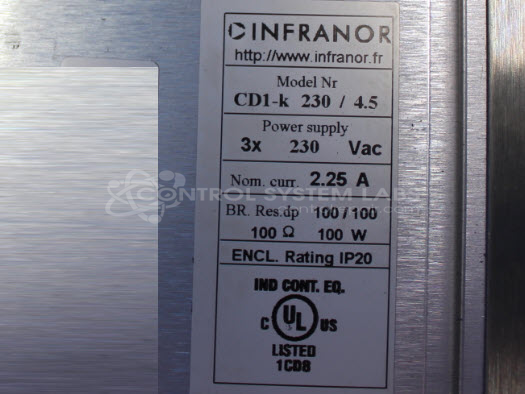 INFRANOR
http://www.infranor.fr
Model Nr
CD1-k 230 / 4.5
Power supply
3x 230 Vac
Nom. curr. 2.25 A
CONTROL SYSTEM LABS
BR. Res.dp 100/100
100 Ω 100 W
ENCL. Rating IP20
IND CONT. EQ.
C UL US
LISTED
1CD8